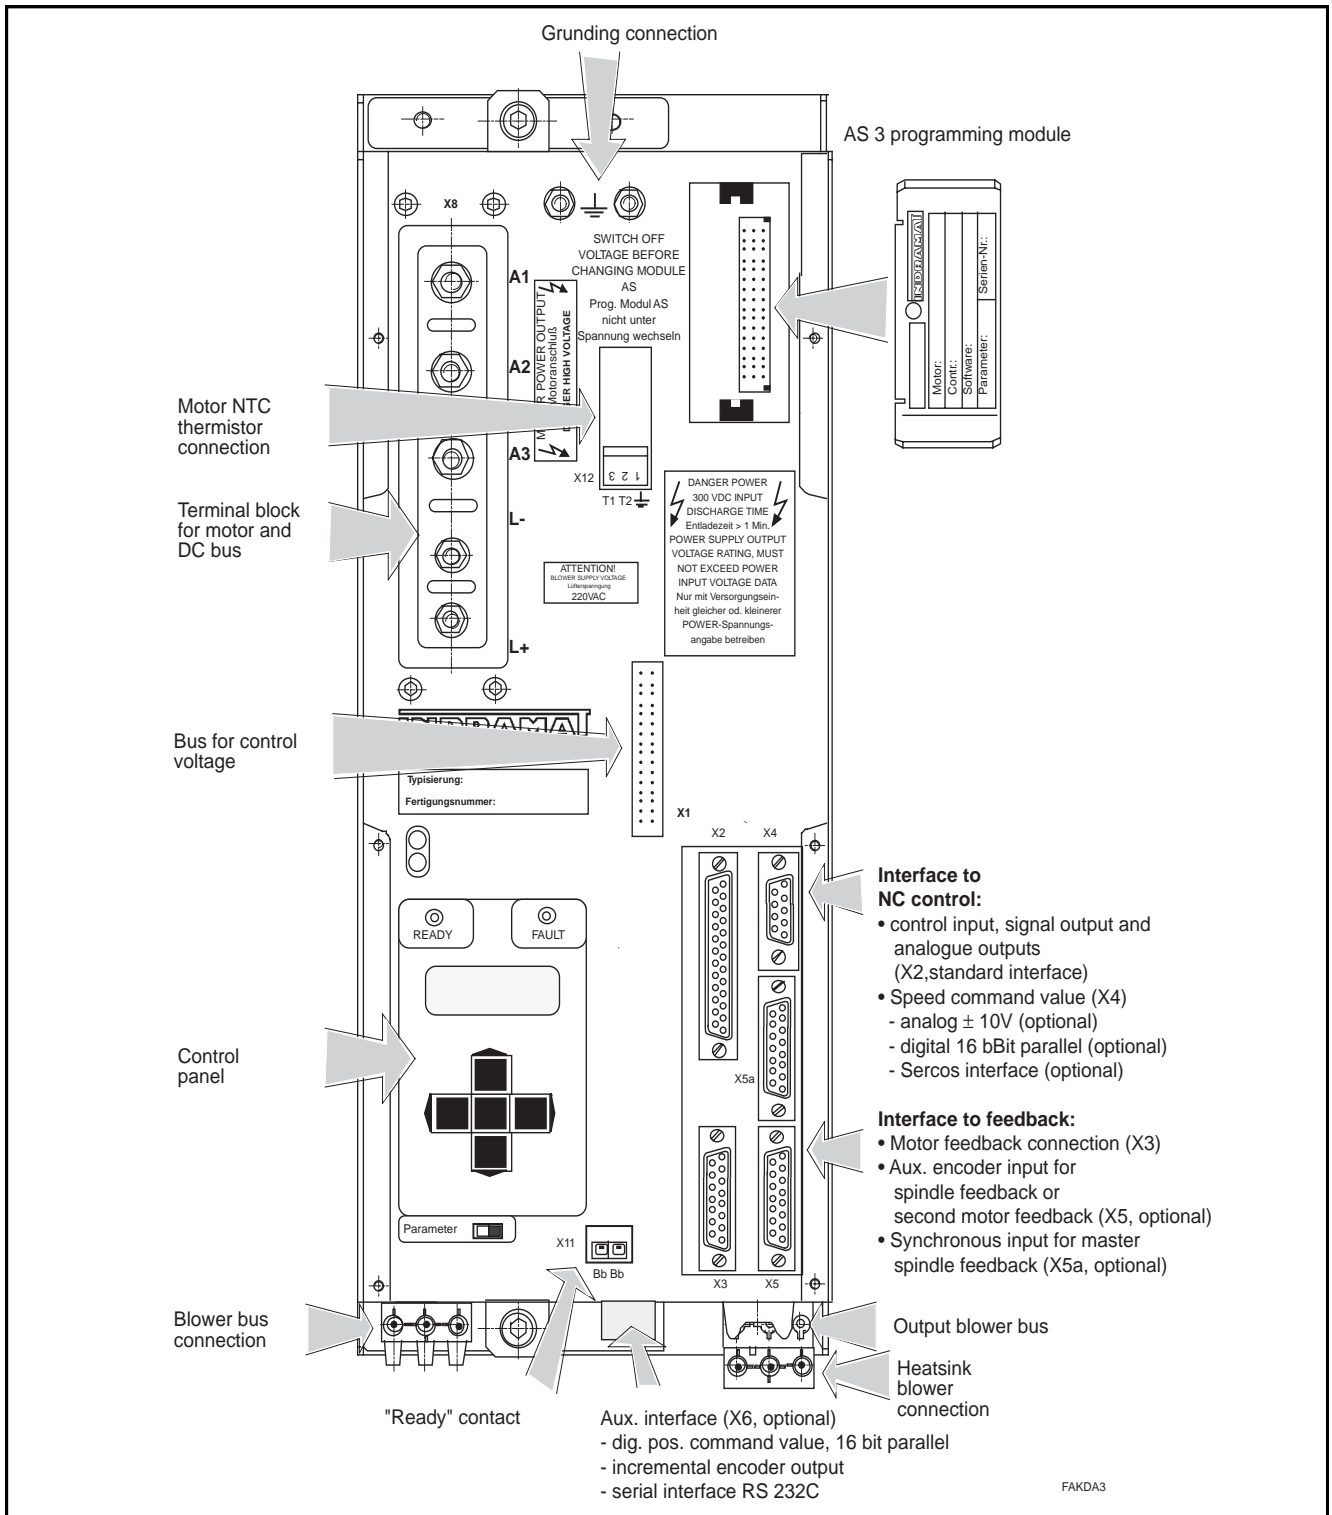 Grunding connection
AS 3 programming module
X8
A1
A2
A3
L-
L+
SWITCH OFF
VOLTAGE BEFORE
CHANGING MODULE
AS
Prog. Modul AS
nicht unter
Spannung wechseln
POWER OUTPUT
Motoranschluß
HIGH VOLTAGE
INDRAMAT
Motor:
Contr.:
Software:
Parameter:
Serien-Nr.:
Motor NTC
thermistor
connection
X12
1 2 3
T1 T2
Terminal block
for motor and
DC bus
DANGER POWER
300 VDC INPUT
DISCHARGE TIME
Entladezeit > 1 Min.
POWER SUPPLY OUTPUT
VOLTAGE RATING, MUST
NOT EXCEED POWER
INPUT VOLTAGE DATA
Nur mit Versorgungsein-
heit gleicher od. kleinerer
POWER-Spannungs-
angabe betreiben
ATTENTION!
BLOWER SUPPLY VOLTAGE
Lüfterspanngung
220VAC
INDRAMAT
Bus for control
voltage
Typisierung:
Fertigungsnummer:
X1
X2
X4
READY
FAULT
Interface to
NC control:
• control input, signal output and
analogue outputs
(X2,standard interface)
• Speed command value (X4)
- analog ± 10V (optional)
- digital 16 bBit parallel (optional)
- Sercos interface (optional)
Control
panel
X5a
Interface to feedback:
• Motor feedback connection (X3)
• Aux. encoder input for
spindle feedback or
second motor feedback (X5, optional)
• Synchronous input for master
spindle feedback (X5a, optional)
Parameter
X11
Bb Bb
X3
X5
Blower bus
connection
Output blower bus
Heatsink
blower
connection
"Ready" contact
Aux. interface (X6, optional)
- dig. pos. command value, 16 bit parallel
- incremental encoder output
- serial interface RS 232C
FAKDA3